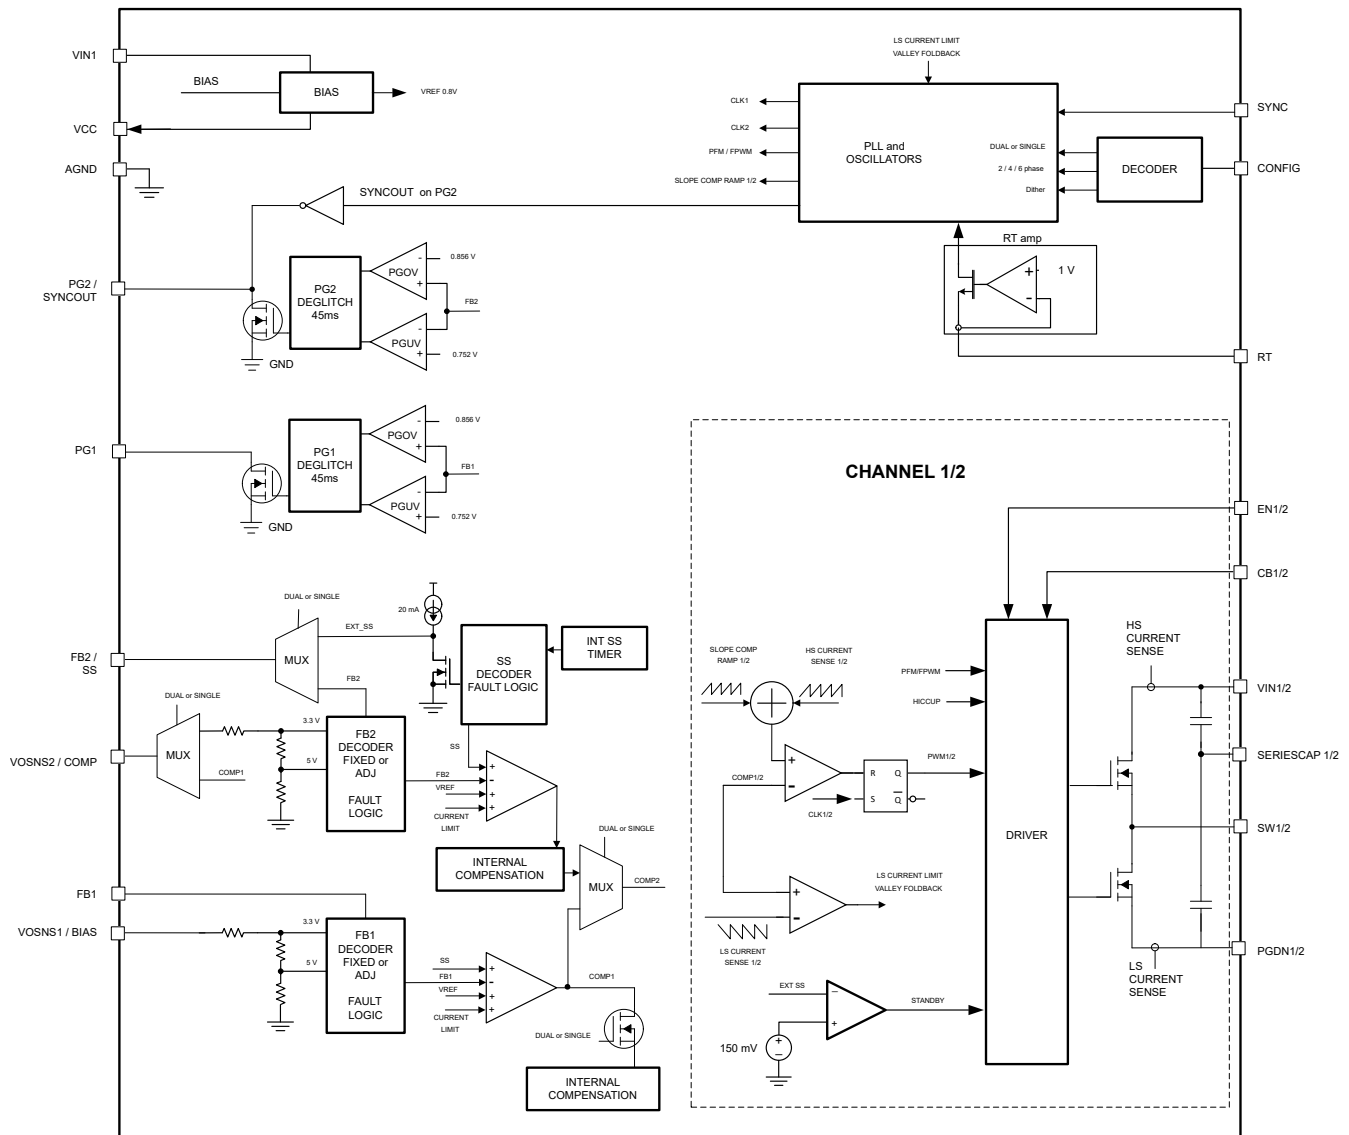 LS CURRENT LIMIT
VALLEY FOLDBACK
VIN1
BIAS
BIAS
VREF 0.8V
VCC
AGND
CLK1
CLK2
PFM / FPWM
SLOPE COMP RAMP 1/2
PLL and
OSCILLATORS
DUAL or SINGLE
2 / 4 / 6 phase
Dither
DECODER
SYNC
CONFIG
SYNCOUT on PG2
RT amp
+
-
1 V
RT
PG2 /
SYNCOUT
PG2
DEGLITCH
45ms
PGOV
-
+
0.856 V
FB2
PGUV
-
+
0.752 V
GND
PG1
PG1
DEGLITCH
45ms
PGOV
-
+
0.856 V
FB1
PGUV
-
+
0.752 V
GND
CHANNEL 1/2
EN1/2
CB1/2
DUAL or SINGLE
20 mA
EXT_SS
MUX
FB2 /
SS
FB2
SS
DECODER
FAULT LOGIC
INT SS
TIMER
DUAL or SINGLE
MUX
VOSNS2 / COMP
COMP1
3.3 V
5 V
FB2
DECODER
FIXED or
ADJ
FAULT
LOGIC
SS
FB2
VREF
CURRENT
LIMIT
+
-
+
+
INTERNAL
COMPENSATION
DUAL or SINGLE
MUX
COMP2
FB1
VOSNS1 / BIAS
3.3 V
5 V
FB1
DECODER
FIXED or
ADJ
FAULT
LOGIC
SS
FB1
VREF
CURRENT
LIMIT
+
-
+
+
COMP1
DUAL or SINGLE
INTERNAL
COMPENSATION
SLOPE COMP
RAMP 1/2
HS CURRENT
SENSE 1/2
COMP1/2
+
-
R
Q
S
Q
CLK1/2
PWM1/2
PFM/FPWM
HICCUP
+
-
LS CURRENT LIMIT
VALLEY FOLDBACK
LS CURRENT
SENSE 1/2
EXT SS
−
+
STANDBY
150 mV
+
−
DRIVER
HS
CURRENT
SENSE
VIN1/2
SERIESCAP 1/2
SW1/2
PGDN1/2
LS
CURRENT
SENSE